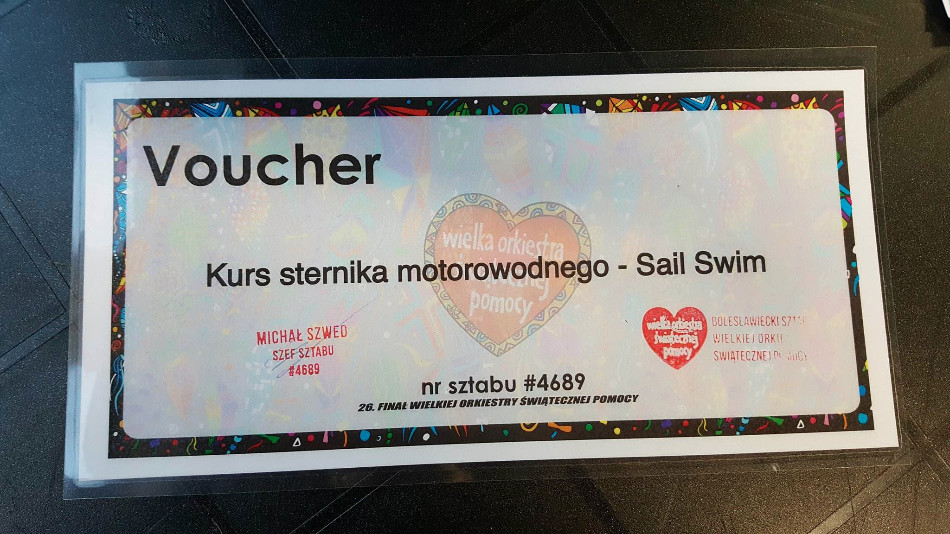 Voucher
wielka orkiestra
pomocy
Kurs sternika motorowodnego - Sail Swim
MICHAŁ SZWED
SZEF SZTABU
#4689
wielka orkiestra
świątecznej
pomocy
BOLESŁAWIECKI
WIELKIEJ
ŚWIĄTECZNEJ
nr sztabu #4689
26. FINAŁ WIELKIEJ ORKIESTRY ŚWIĄTECZNEJ POMOCY